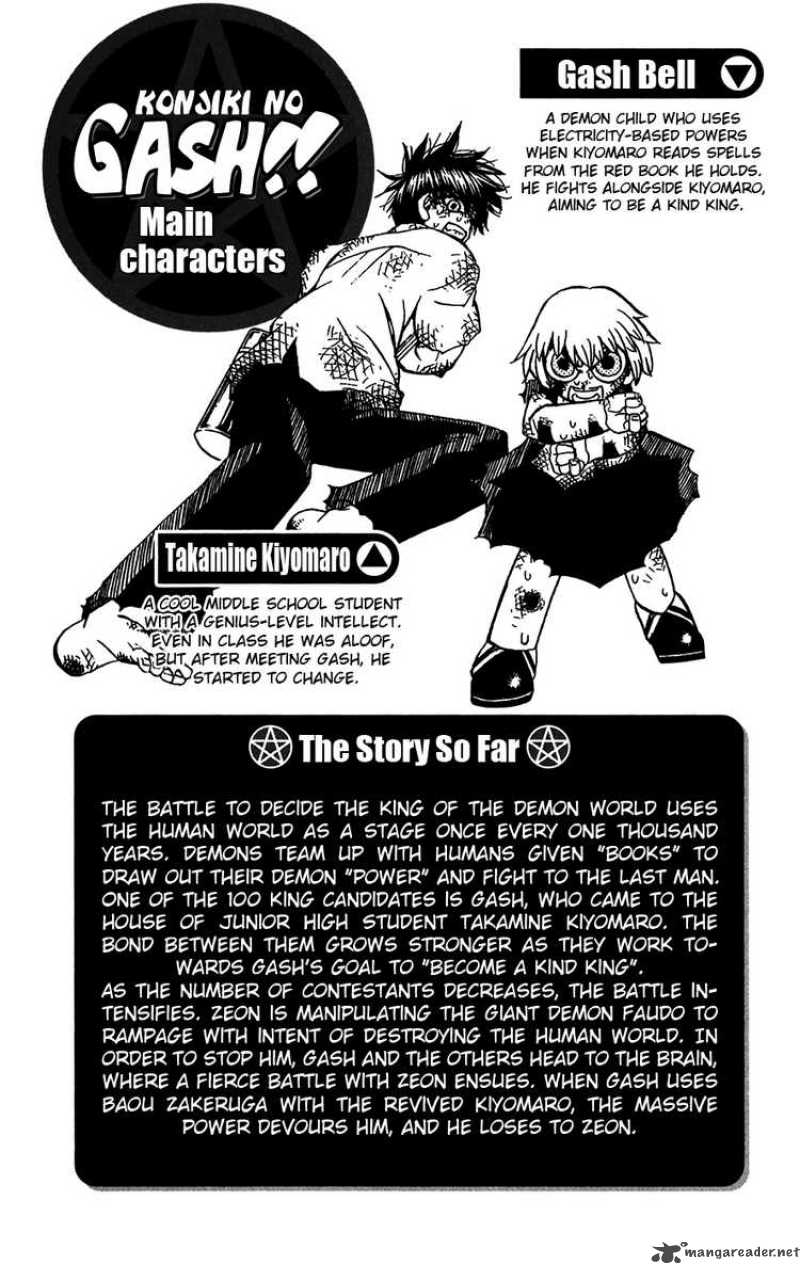 KONJIKI NO
GASH!!
Main
characters
Gash Bell
A DEMON CHILD WHO USES
ELECTRICITY-BASED POWERS
WHEN KIYOMARO READS SPELLS
FROM THE RED BOOK HE HOLDS.
HE FIGHTS ALONGSIDE KIYOMARO,
AIMING TO BE A KIND KING.
Takamine Kiyomaro
A COOL MIDDLE SCHOOL STUDENT
WITH A GENIUS-LEVEL INTELLECT.
EVEN IN CLASS HE WAS ALOOF,
BUT AFTER MEETING GASH, HE
STARTED TO CHANGE.
The Story So Far
THE BATTLE TO DECIDE THE KING OF THE DEMON WORLD USES
THE HUMAN WORLD AS A STAGE ONCE EVERY ONE THOUSAND
YEARS. DEMONS TEAM UP WITH HUMANS GIVEN "BOOKS" TO
DRAW OUT THEIR DEMON "POWER" AND FIGHT TO THE LAST MAN.
ONE OF THE 100 KING CANDIDATES IS GASH, WHO CAME TO THE
HOUSE OF JUNIOR HIGH STUDENT TAKAMINE KIYOMARO. THE
BOND BETWEEN THEM GROWS STRONGER AS THEY WORK TO-
WARDS GASH'S GOAL TO "BECOME A KIND KING".
AS THE NUMBER OF CONTESTANTS DECREASES, THE BATTLE IN-
TENSIFIES. ZEON IS MANIPULATING THE GIANT DEMON FAUDO TO
RAMPAGE WITH INTENT OF DESTROYING THE HUMAN WORLD. IN
ORDER TO STOP HIM, GASH AND THE OTHERS HEAD TO THE BRAIN,
WHERE A FIERCE BATTLE WITH ZEON ENSUES. WHEN GASH USES
BAOU ZAKERUGA WITH THE REVIVED KIYOMARO, THE MASSIVE
POWER DEVOURS HIM, AND HE LOSES TO ZEON.
mangareader.net